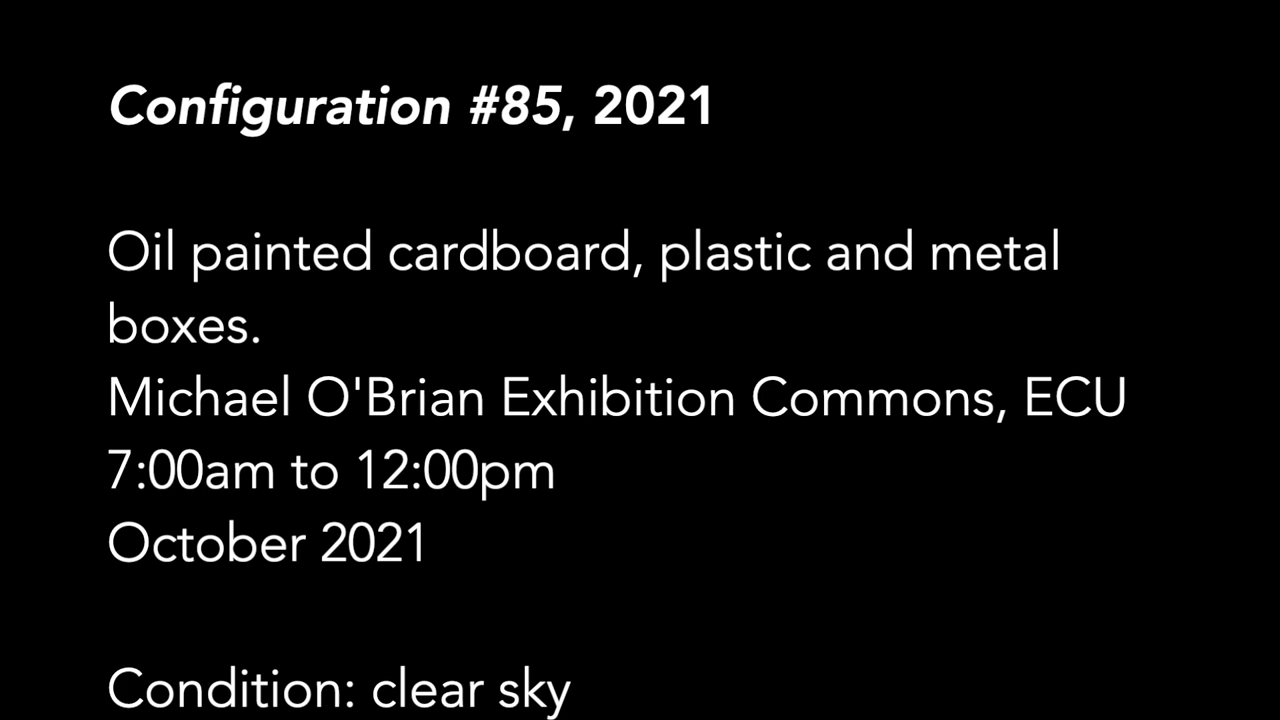 Configuration #85, 2021
Oil painted cardboard, plastic and metal
boxes.
Michael O'Brian Exhibition Commons, ECU
7:00am to 12:00pm
October 2021
Condition: clear sky